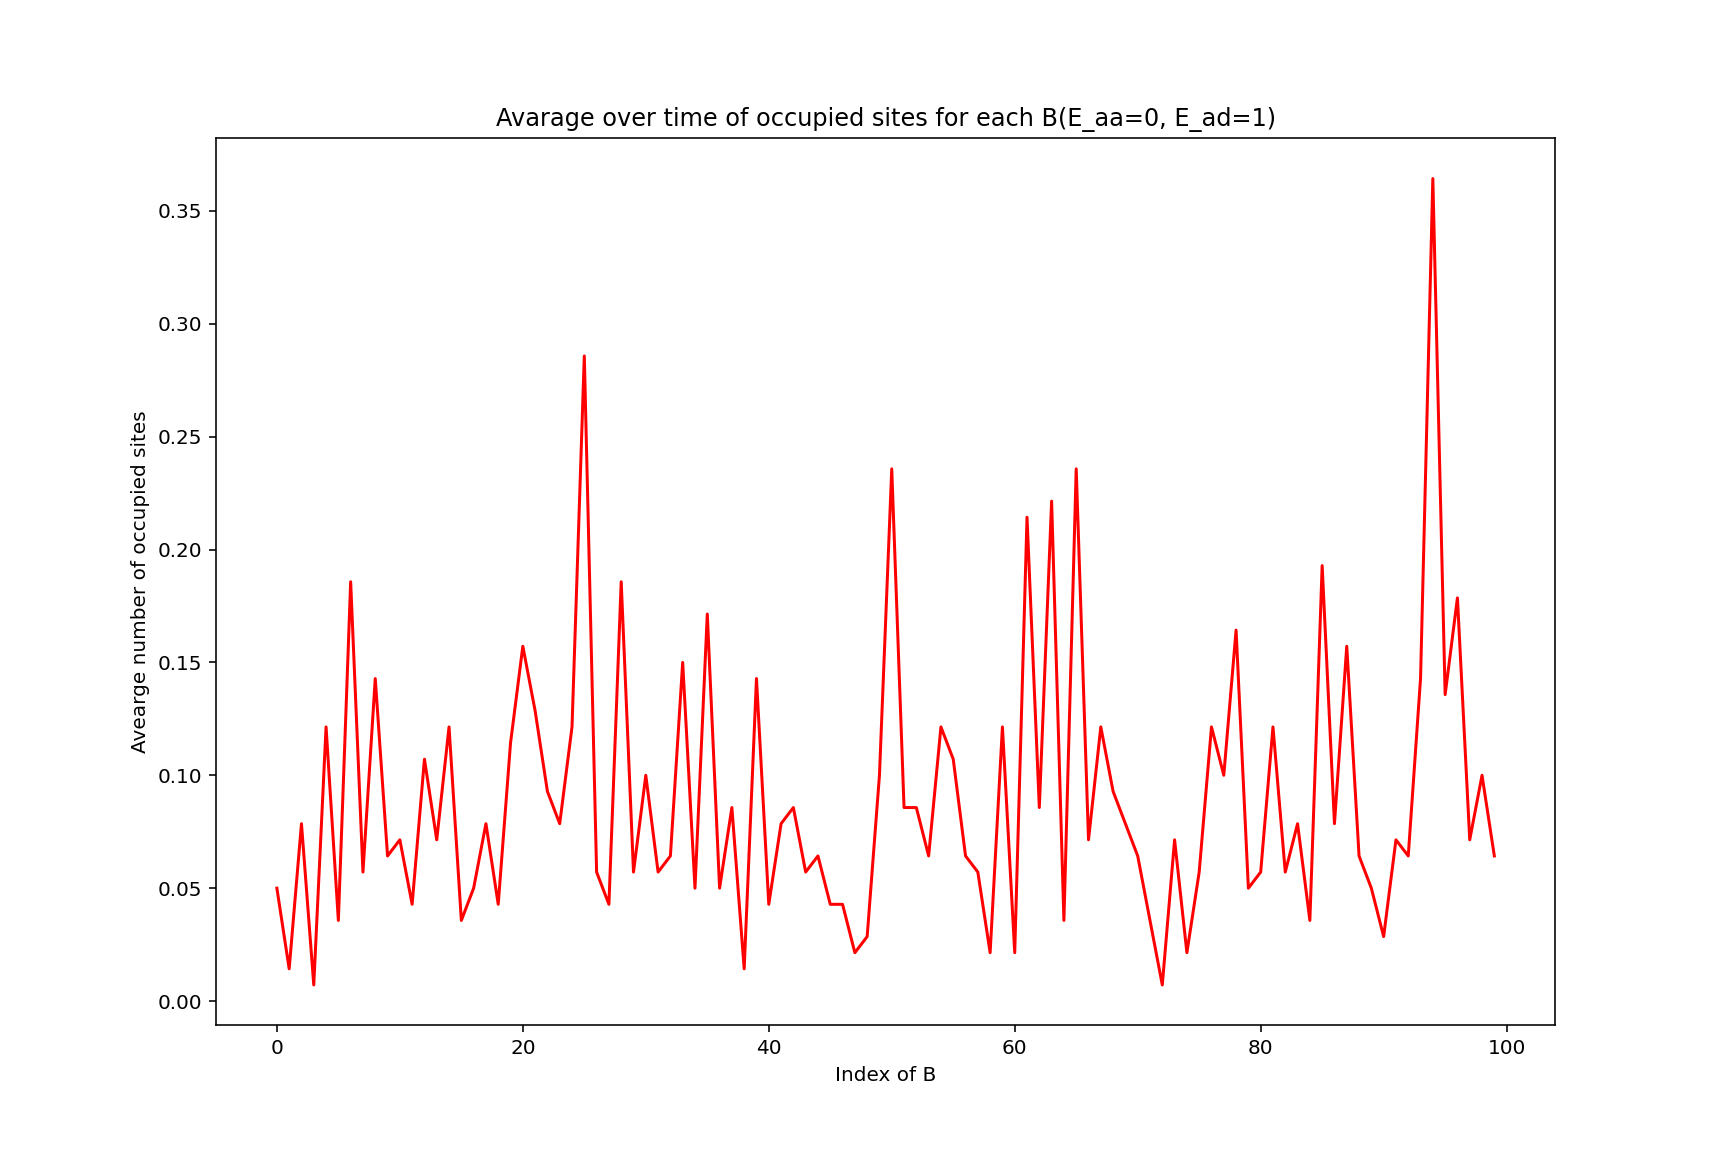 Avarage over time of occupied sites for each B(E_aa=0, E_ad=1)
0.35
0.30
0.25
0.20
0.15
0.10
0.05
0.00
Avearge number of occupied sites
0 20 40 60 80 100
Index of B